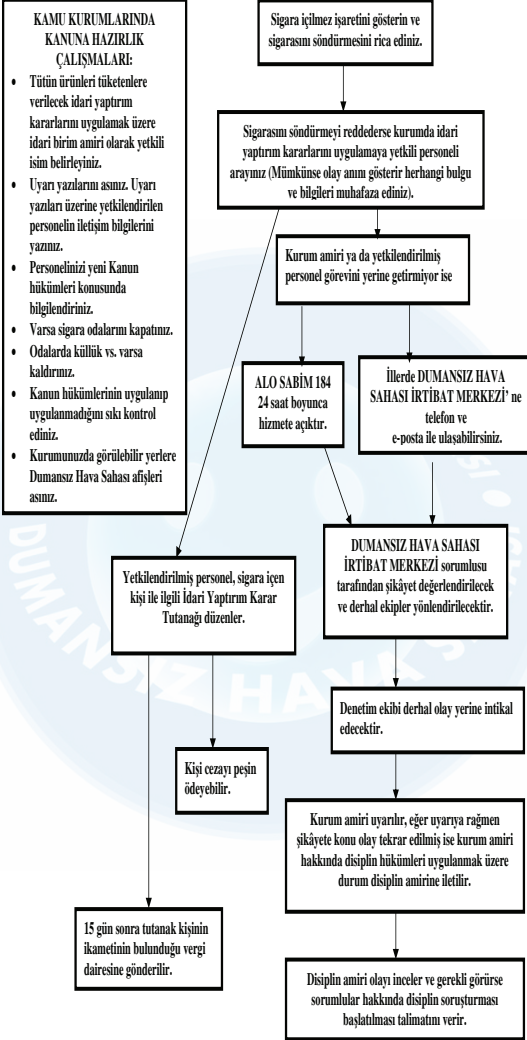 KAMU KURUMLARINDA
KANUNA HAZIRLIK
ÇALIŞMALARI:
• Tütün ürünleri tüketenlere
verilecek idari yaptırım
kararlarını uygulamak üzere
idari birim amiri olarak yetkili
isim belirleyiniz.
• Uyarı yazılarını asınız. Uyarı
yazıları üzerine yetkilendirilen
personelin iletişim bilgilerini
yazınız.
• Personelinizi yeni Kanun
hükümleri konusunda
bilgilendiriniz.
• Varsa sigara odalarını kapatınız.
• Odalarda küllük vs. varsa
kaldırınız.
• Kanun hükümlerinin uygulanıp
uygulanmadığını sıkı kontrol
ediniz.
• Kurumunuzda görülebilir yerlere
Dumansız Hava Sahası afişleri
asınız.
Sigara içilmez işaretini gösterin ve
sigarasını söndürmesini rica ediniz.
Sigarasını söndürmeyi reddederse kurumda idari
yaptırım kararlarını uygulamaya yetkili personeli
arayınız (Mümkünse olay anını gösterir herhangi bulgu
ve bilgileri muhafaza ediniz).
Kurum amiri ya da yetkilendirilmiş
personel görevini yerine getirmiyor ise
ALO SABİM 184
24 saat boyunca
hizmete açıktır.
İllerde DUMANSIZ HAVA
SAHASI İRTİBAT MERKEZİ’ ne
telefon ve
e-posta ile ulaşabilirsiniz.
DUMANSIZ HAVA SAHASI
İRTİBAT MERKEZİ sorumlusu
tarafından şikâyet değerlendirilecek
ve derhal ekipler yönlendirilecektir.
Yetkilendirilmiş personel, sigara içen
kişi ile ilgili İdari Yaptırım Karar
Tutanağı düzenler.
Denetim ekibi derhal olay yerine intikal
edecektir.
Kişi cezayı peşin
ödeyebilir.
Kurum amiri uyarılır, eğer uyarıya rağmen
şikâyete konu olay tekrar edilmiş ise kurum amiri
hakkında disiplin hükümleri uygulanmak üzere
durum disiplin amirine iletilir.
15 gün sonra tutanak kişinin
ikametinin bulunduğu vergi
dairesine gönderilir.
Disiplin amiri olayı inceler ve gerekli görürse
sorumlular hakkında disiplin soruşturması
başlatılması talimatını verir.
DUMANSIZ HAVA S